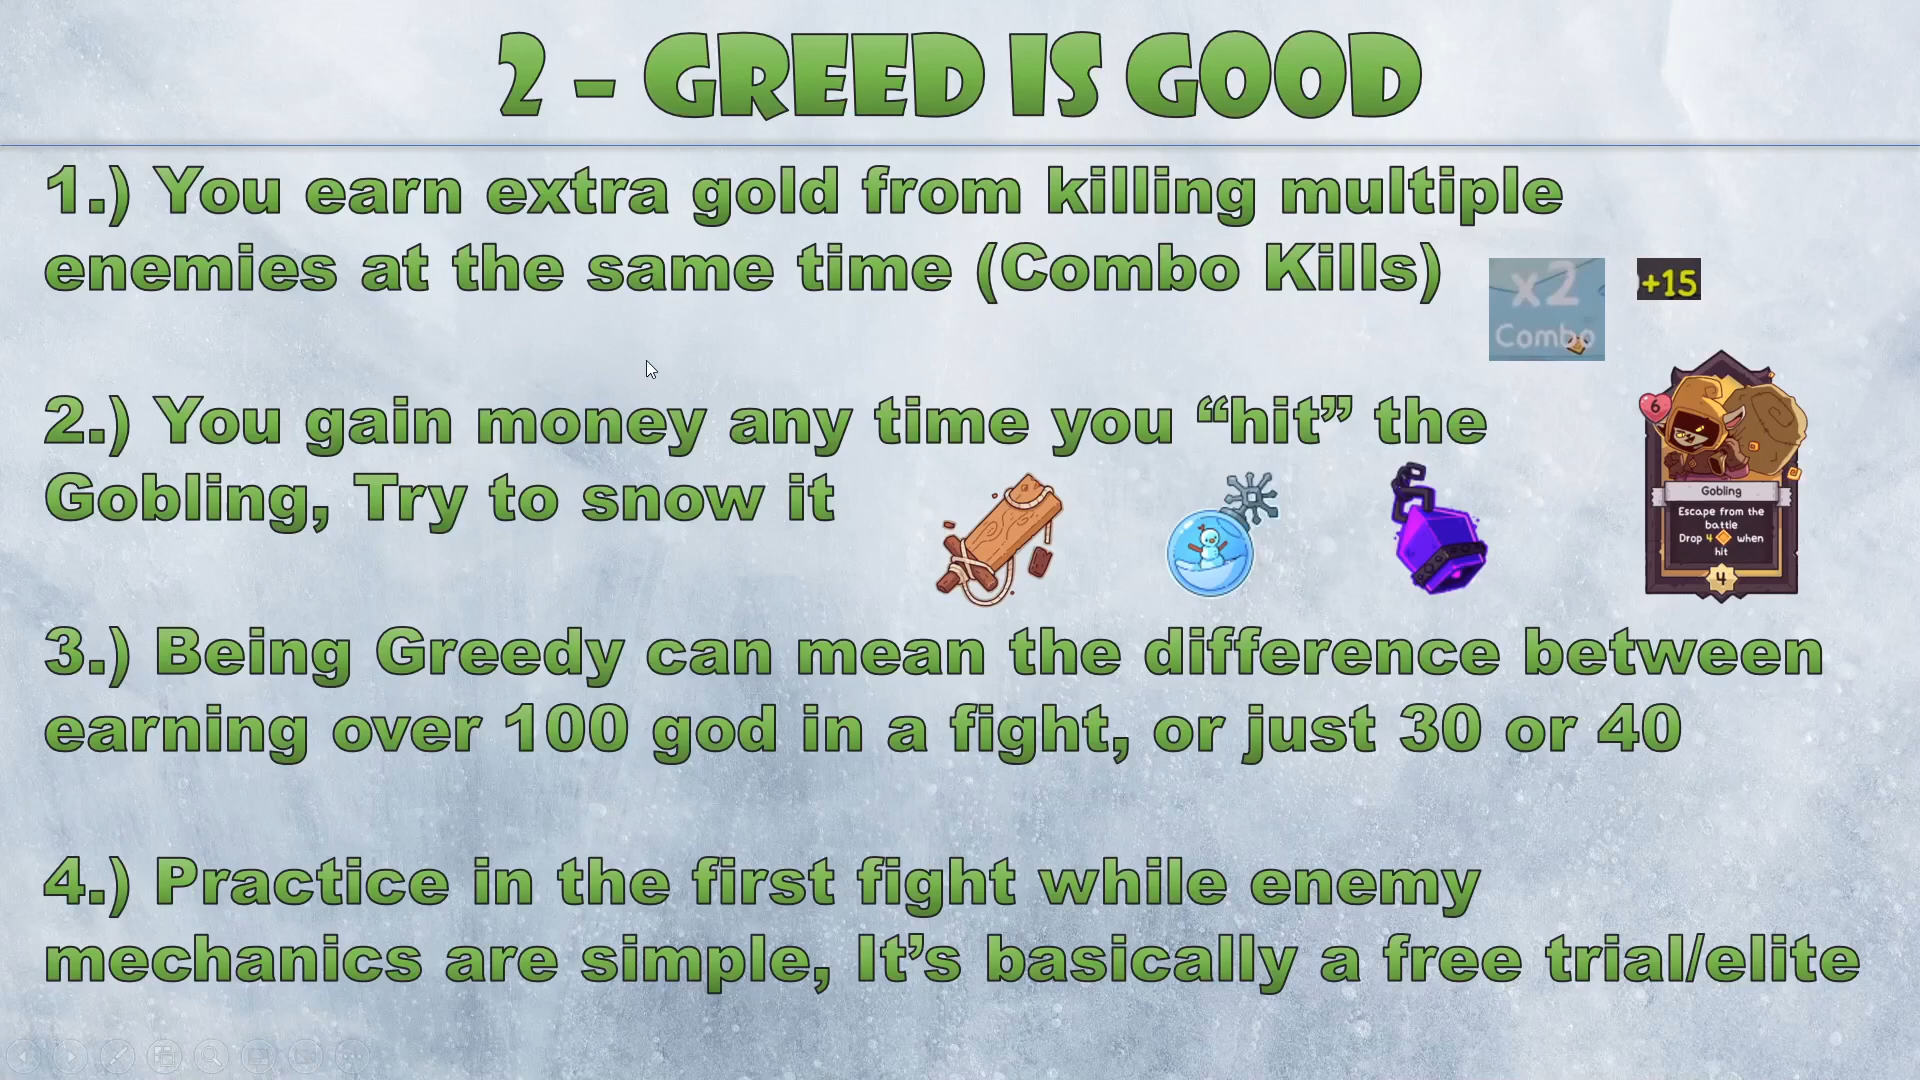 2 – GREED IS GOOD
1.) You earn extra gold from killing multiple
enemies at the same time (Combo Kills)
x2
Combo
+15
2.) You gain money any time you “hit” the
Gobling, Try to snow it
6
Gobling
Escape from the
battle
Drop 4 when
hit
4
3.) Being Greedy can mean the difference between
earning over 100 god in a fight, or just 30 or 40
4.) Practice in the first fight while enemy
mechanics are simple, It’s basically a free trial/elite